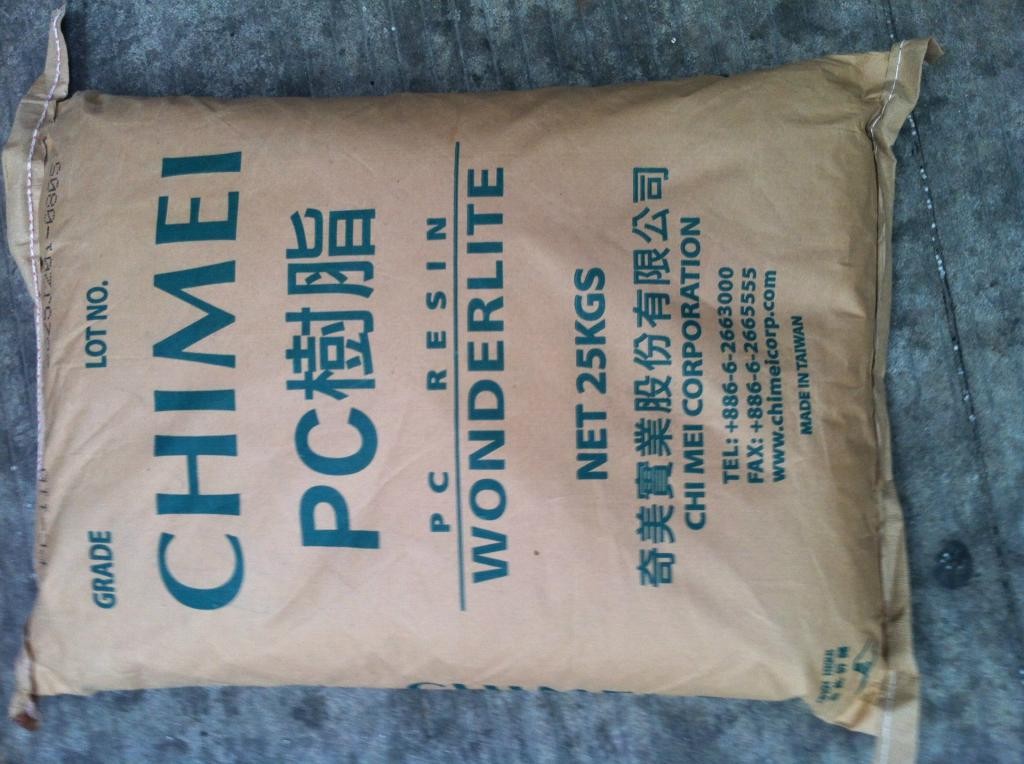 GRADE LOT NO.
CHIMEI
PC樹脂
PC RESIN
WONDERLITE
NET 25KGS
奇美實業股份有限公司
CHI MEI CORPORATION
TEL: +886-6-2663000
FAX: +886-6-2665555
www.chimeicorp.com
MADE IN TAIWAN